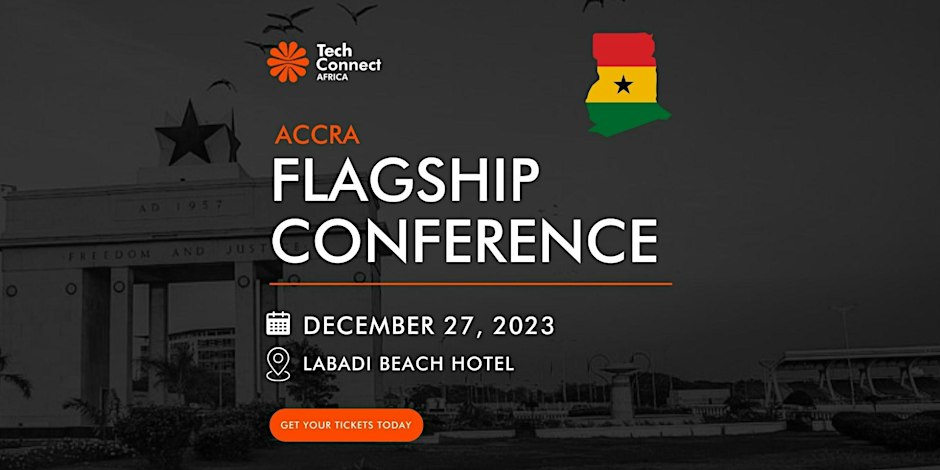 Tech
Connect
AFRICA
ACCRA
FLAGSHIP
CONFERENCE
AD 1957
FREEDOM AND JUSTICE
DECEMBER 27, 2023
LABADI BEACH HOTEL
GET YOUR TICKETS TODAY